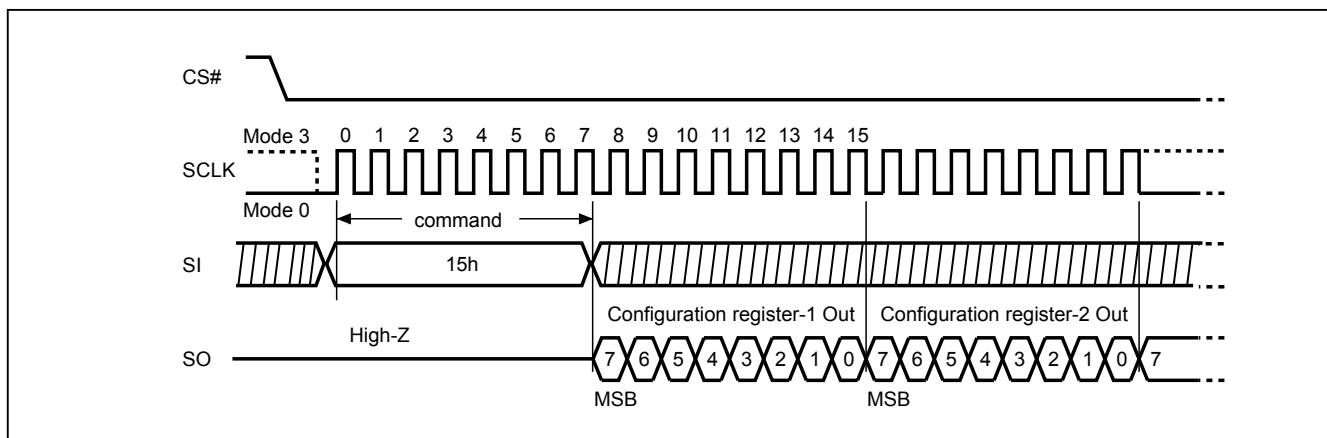 CS#
Mode 3
0 1 2 3 4 5 6 7 8 9 10 11 12 13 14 15
SCLK
Mode 0
command
SI
15h
Configuration register-1 Out Configuration register-2 Out
High-Z
SO
7 6 5 4 3 2 1 0 7 6 5 4 3 2 1 0 7
MSB MSB